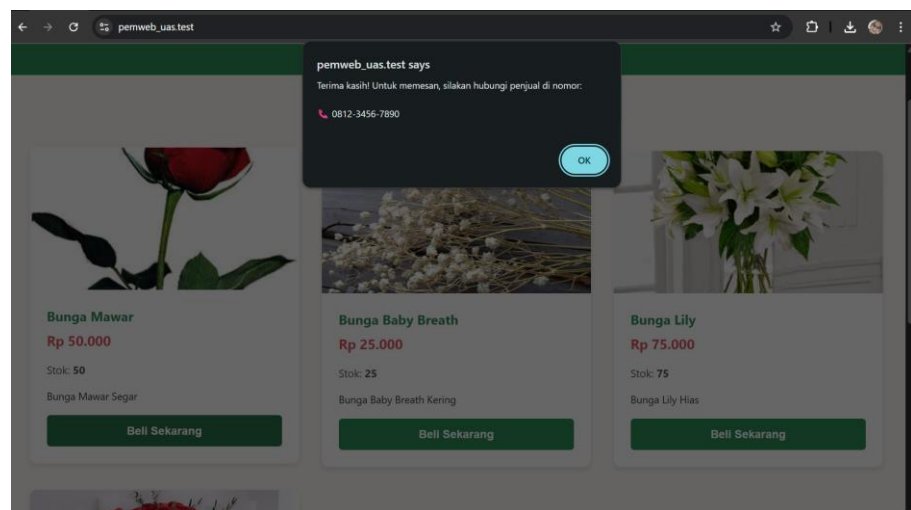 pemweb_uas.test
pemweb_uas.test says
Terima kasih! Untuk memesan, silakan hubungi penjual di nomor:
📞 0812-3456-7890
OK
Bunga Mawar
Rp 50.000
Stok: 50
Bunga Mawar Segar
Beli Sekarang
Bunga Baby Breath
Rp 25.000
Stok: 25
Bunga Baby Breath Kering
Beli Sekarang
Bunga Lily
Rp 75.000
Stok: 75
Bunga Lily Hias
Beli Sekarang